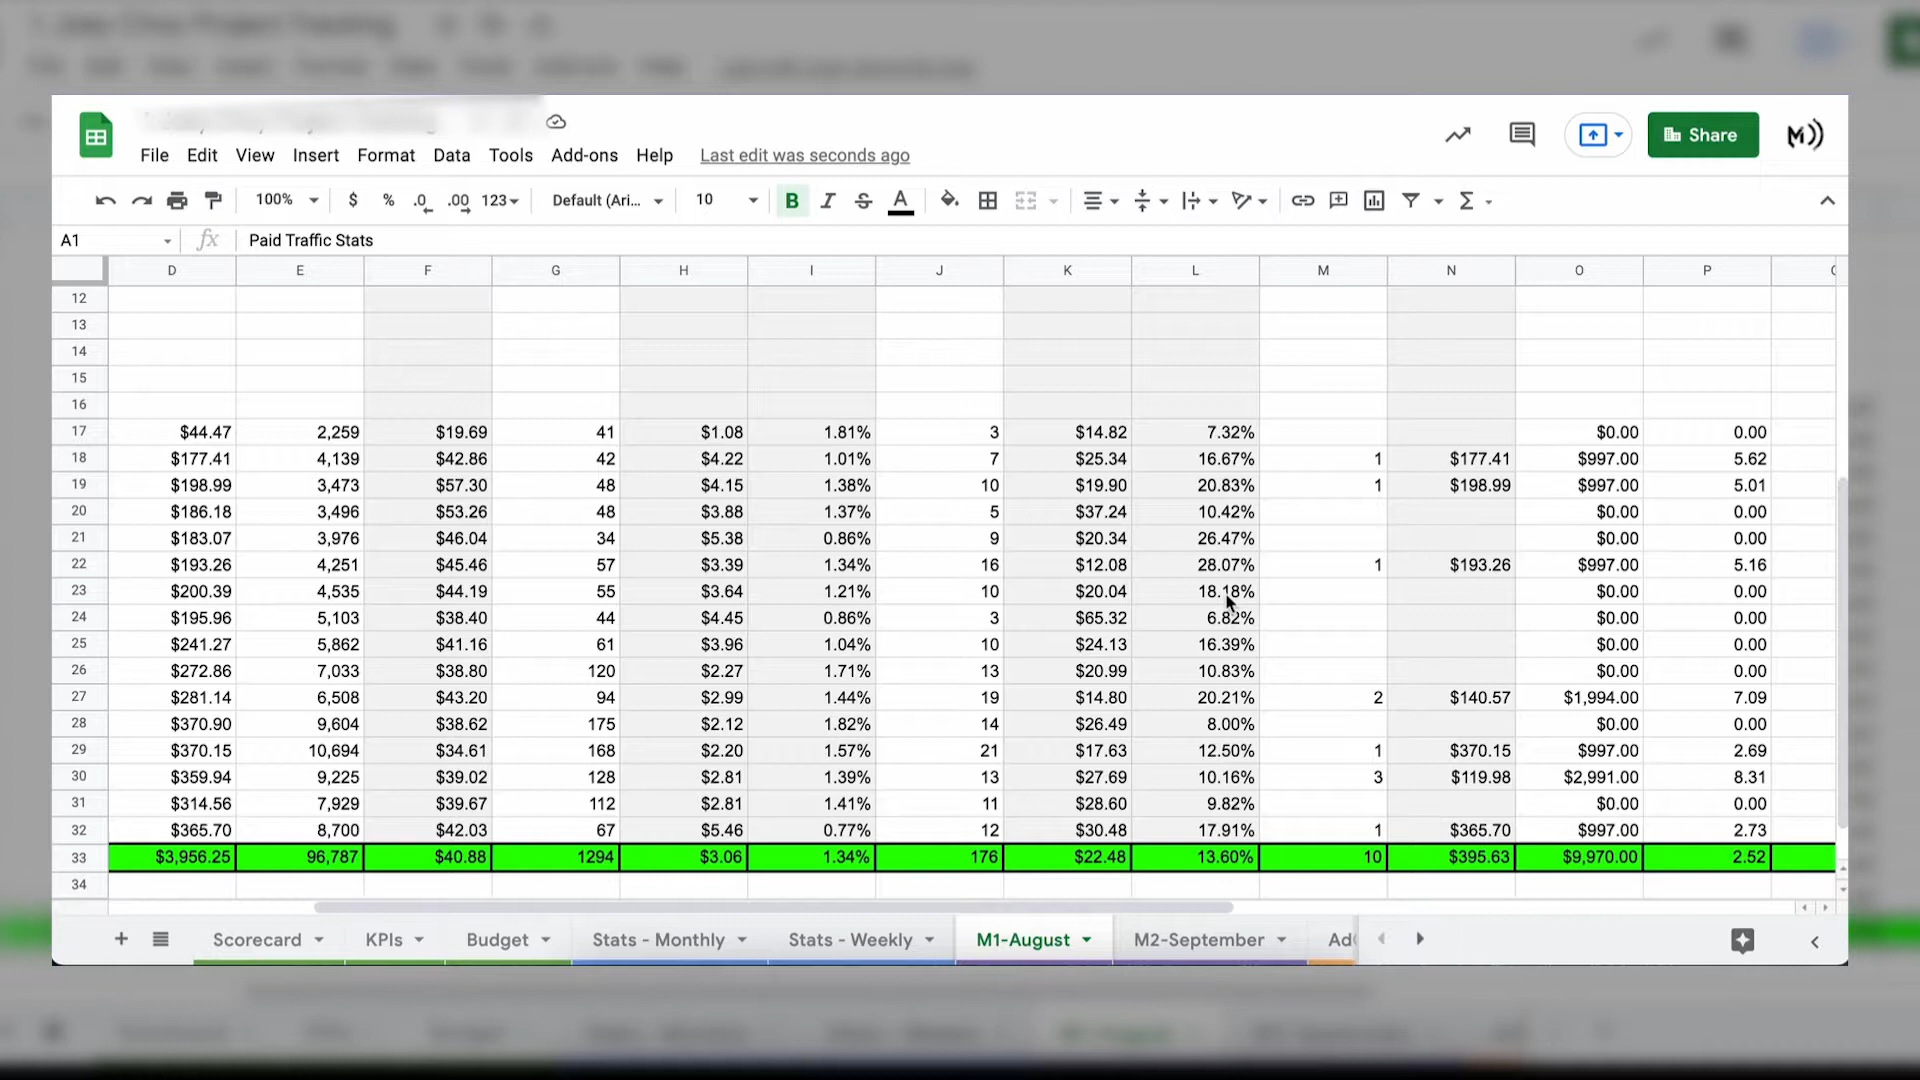 File Edit View Insert Format Data Tools Add-ons Help Last edit was seconds ago
Share
M))
100% $ % .0 .00 123 Default (Ari... 10 B I S A
A1 fx Paid Traffic Stats
D E F G H I J K L M N O P
12
13
14
15
16
17 $44.47 2,259 $19.69 41 $1.08 1.81% 3 $14.82 7.32% $0.00 0.00
18 $177.41 4,139 $42.86 42 $4.22 1.01% 7 $25.34 16.67% 1 $177.41 $997.00 5.62
19 $198.99 3,473 $57.30 48 $4.15 1.38% 10 $19.90 20.83% 1 $198.99 $997.00 5.01
20 $186.18 3,496 $53.26 48 $3.88 1.37% 5 $37.24 10.42% $0.00 0.00
21 $183.07 3,976 $46.04 34 $5.38 0.86% 9 $20.34 26.47% $0.00 0.00
22 $193.26 4,251 $45.46 57 $3.39 1.34% 16 $12.08 28.07% 1 $193.26 $997.00 5.16
23 $200.39 4,535 $44.19 55 $3.64 1.21% 10 $20.04 18.18% $0.00 0.00
24 $195.96 5,103 $38.40 44 $4.45 0.86% 3 $65.32 6.82% $0.00 0.00
25 $241.27 5,862 $41.16 61 $3.96 1.04% 10 $24.13 16.39% $0.00 0.00
26 $272.86 7,033 $38.80 120 $2.27 1.71% 13 $20.99 10.83% $0.00 0.00
27 $281.14 6,508 $43.20 94 $2.99 1.44% 19 $14.80 20.21% 2 $140.57 $1,994.00 7.09
28 $370.90 9,604 $38.62 175 $2.12 1.82% 14 $26.49 8.00% $0.00 0.00
29 $370.15 10,694 $34.61 168 $2.20 1.57% 21 $17.63 12.50% 1 $370.15 $997.00 2.69
30 $359.94 9,225 $39.02 128 $2.81 1.39% 13 $27.69 10.16% 3 $119.98 $2,991.00 8.31
31 $314.56 7,929 $39.67 112 $2.81 1.41% 11 $28.60 9.82% $0.00 0.00
32 $365.70 8,700 $42.03 67 $5.46 0.77% 12 $30.48 17.91% 1 $365.70 $997.00 2.73
33 $3,956.25 96,787 $40.88 1294 $3.06 1.34% 176 $22.48 13.60% 10 $395.63 $9,970.00 2.52
34
+ Scorecard KPIs Budget Stats - Monthly Stats - Weekly M1-August M2-September Ad